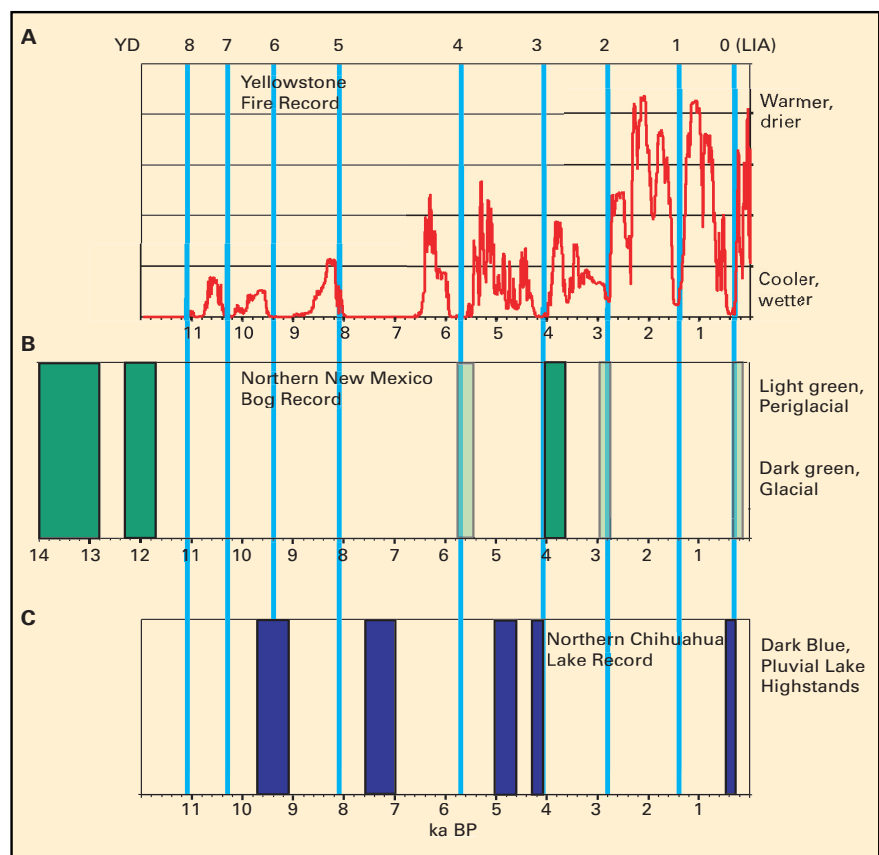 A
YD 8 7 6 5 4 3 2 1 0 (LIA)
Yellowstone
Fire Record
Warmer,
drier
Cooler,
wetter
11 10 9 8 7 6 5 4 3 2 1
B
Northern New Mexico
Bog Record
Light green,
Periglacial
Dark green,
Glacial
14 13 12 11 10 9 8 7 6 5 4 3 2 1
C
Northern Chihuahua
Lake Record
Dark Blue,
Pluvial Lake
Highstands
11 10 9 8 7 6 5 4 3 2 1
ka BP